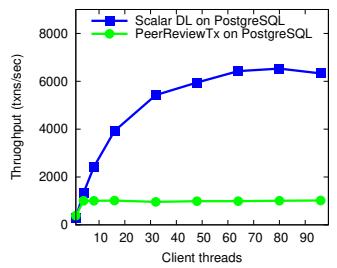 Scalar DL on PostgreSQL
PeerReviewTx on PostgreSQL
8000
6000
4000
2000
0
10 20 30 40 50 60 70 80 90
Client threads
Thruoghput (txns/sec)